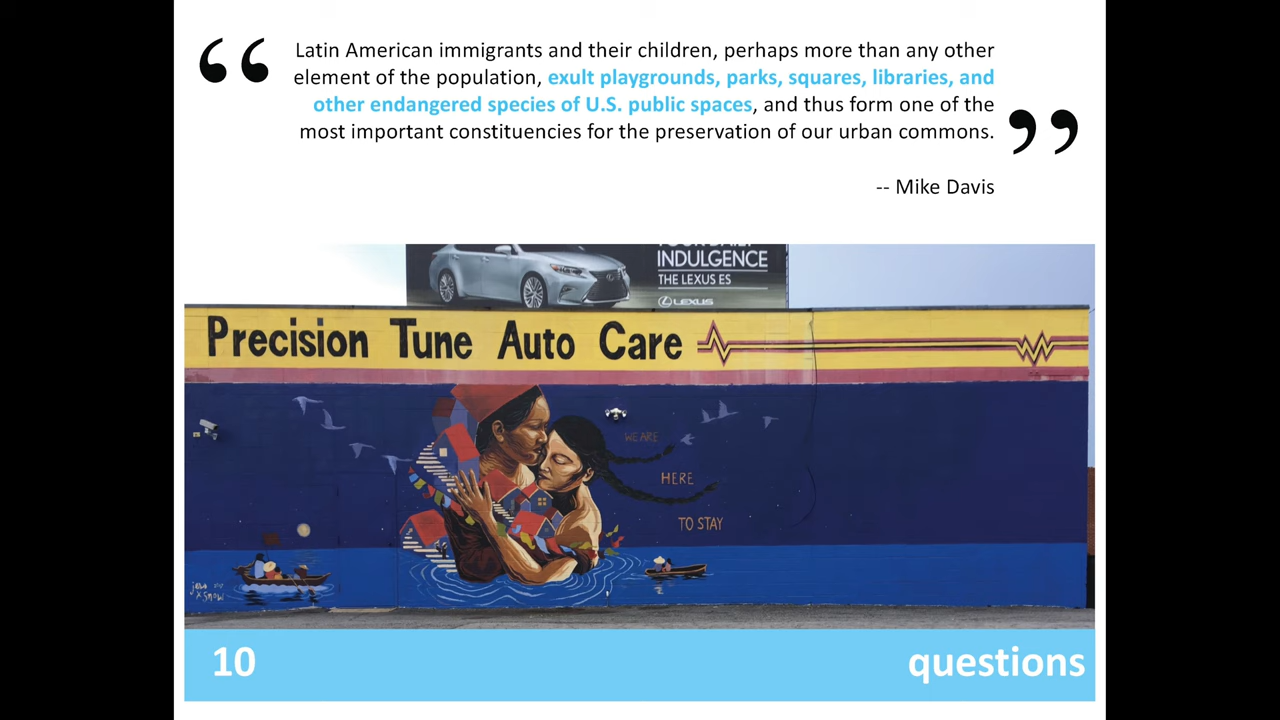 “ Latin American immigrants and their children, perhaps more than any other
element of the population, exult playgrounds, parks, squares, libraries, and
other endangered species of U.S. public spaces, and thus form one of the
most important constituencies for the preservation of our urban commons. ”
-- Mike Davis
INDULGENCE
THE LEXUS ES
LEXUS
Precision Tune Auto Care
WE ARE
HERE
TO STAY
10
questions